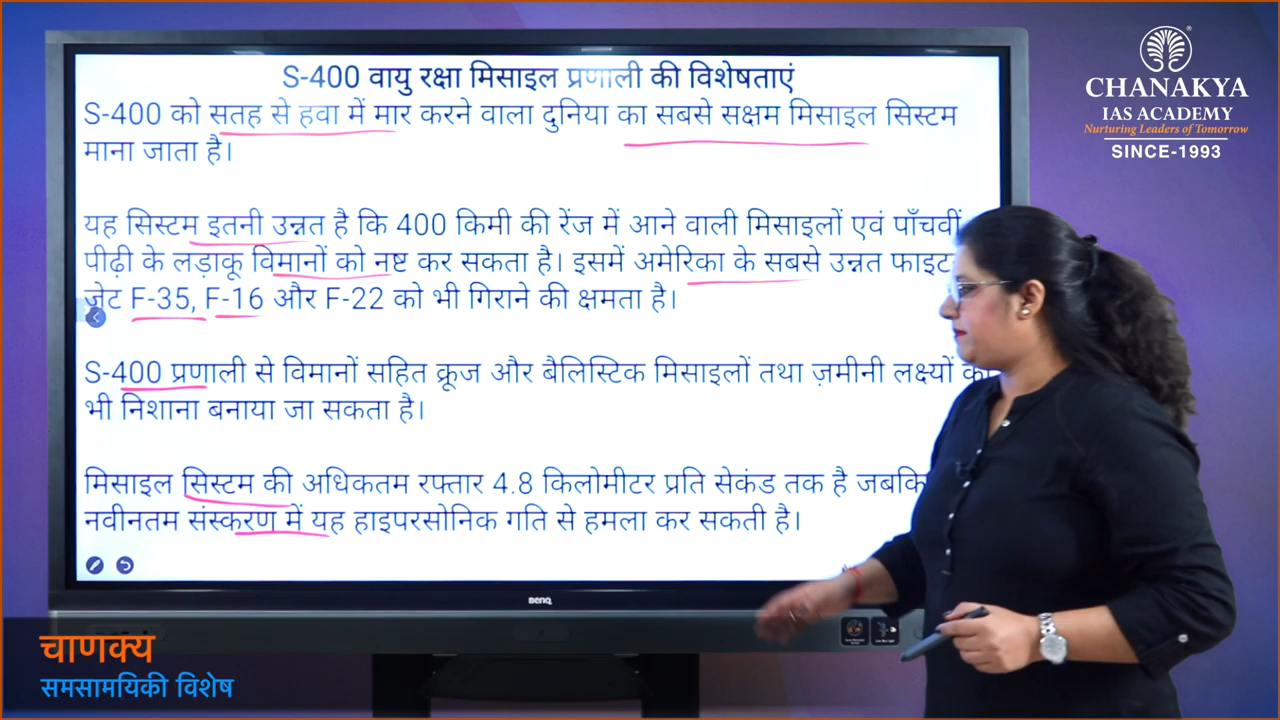 S-400 वायु रक्षा मिसाइल प्रणाली की विशेषताएं
S-400 को सतह से हवा में मार करने वाला दुनिया का सबसे सक्षम मिसाइल सिस्टम
माना जाता है।
यह सिस्टम इतनी उन्नत है कि 400 किमी की रेंज में आने वाली मिसाइलों एवं पाँचवीं
पीढ़ी के लड़ाकू विमानों को नष्ट कर सकता है। इसमें अमेरिका के सबसे उन्नत
जेट F-35, F-16 और F-22 को भी गिराने की क्षमता है।
S-400 प्रणाली से विमानों सहित क्रूज और बैलिस्टिक मिसाइलों तथा ज़मीनी लक्ष्यों
भी निशाना बनाया जा सकता है।
मिसाइल सिस्टम की अधिकतम रफ्तार 4.8 किलोमीटर प्रति सेकंड तक है जबकि
नवीनतम संस्करण में यह हाइपरसोनिक गति से हमला कर सकती है।
BenQ
CHANAKYA
IAS ACADEMY
Nurturing Leaders of Tomorrow
SINCE-1993
चाणक्य
समसामयिकी विशेष